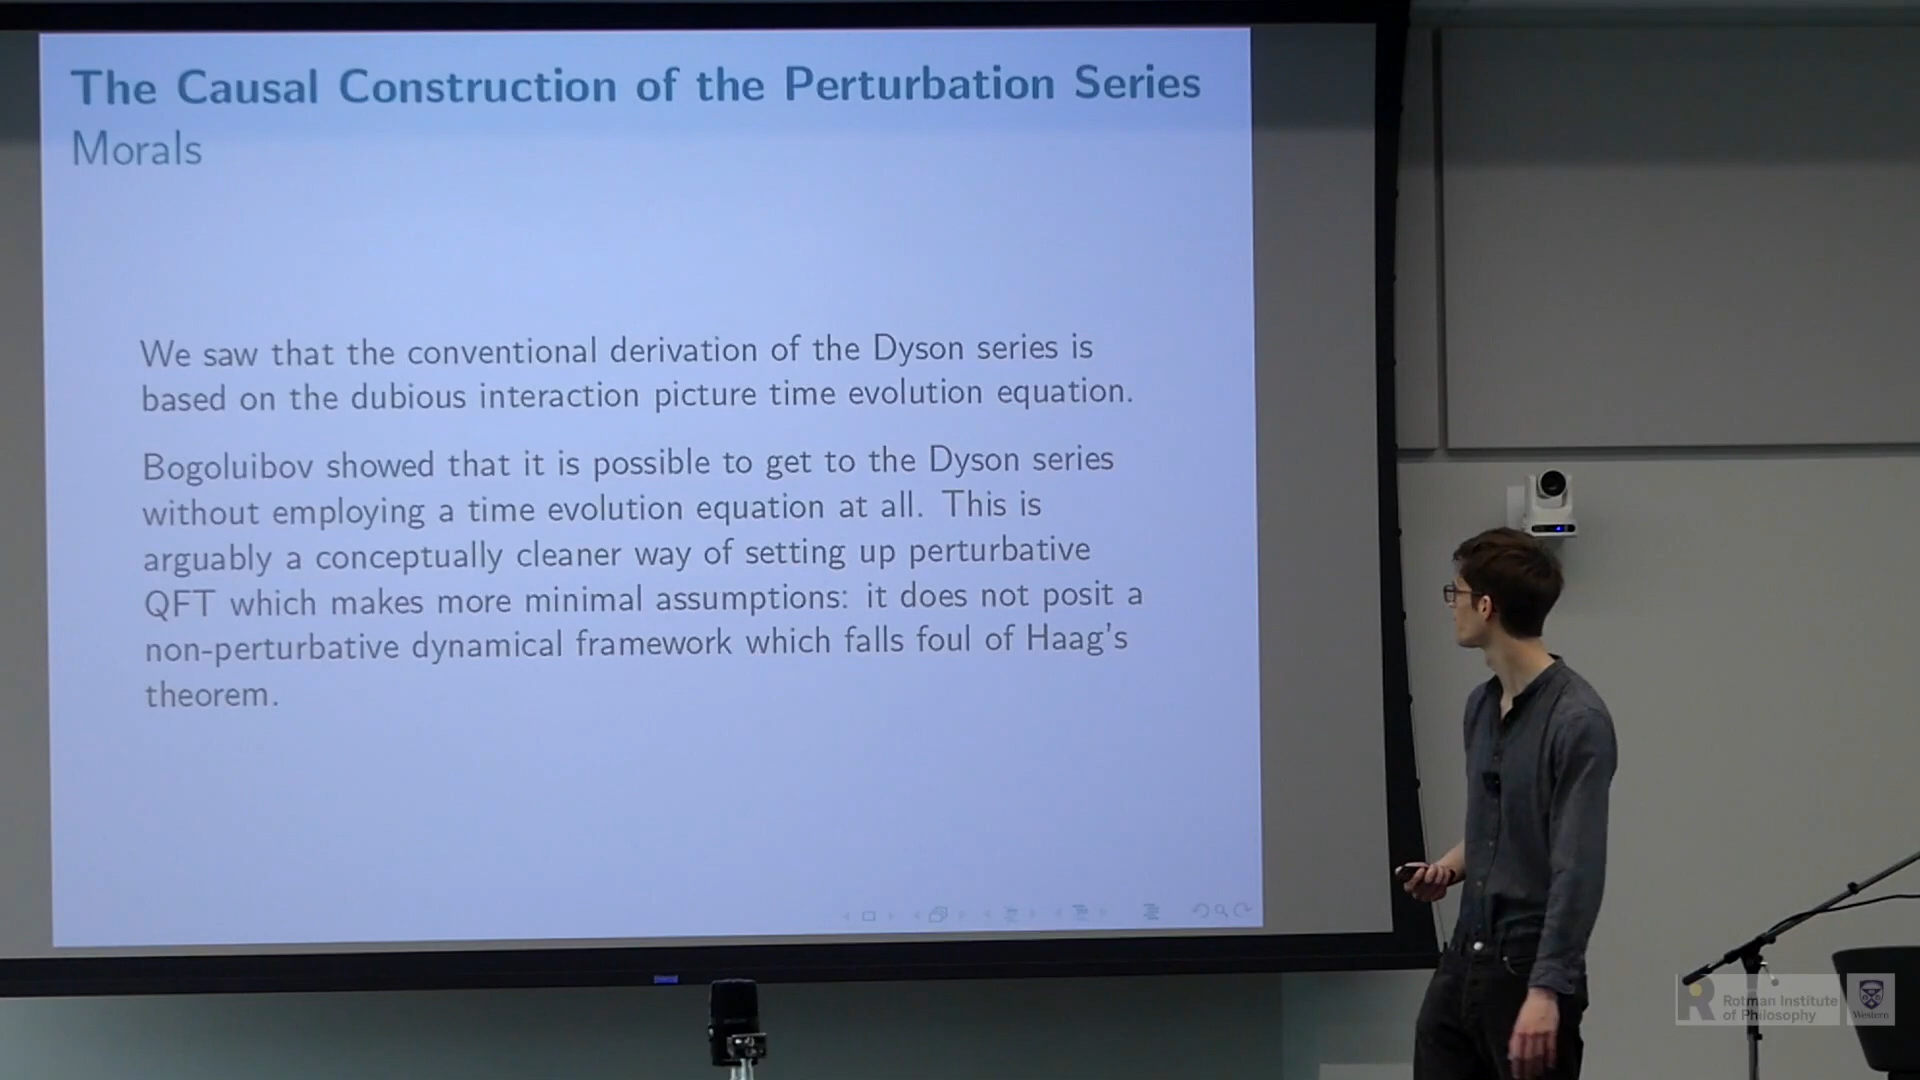 The Causal Construction of the Perturbation Series
Morals
We saw that the conventional derivation of the Dyson series is
based on the dubious interaction picture time evolution equation.
Bogoluibov showed that it is possible to get to the Dyson series
without employing a time evolution equation at all. This is
arguably a conceptually cleaner way of setting up perturbative
QFT which makes more minimal assumptions: it does not posit a
non-perturbative dynamical framework which falls foul of Haag's
theorem.
R
Rotman Institute
of Philosophy
Western